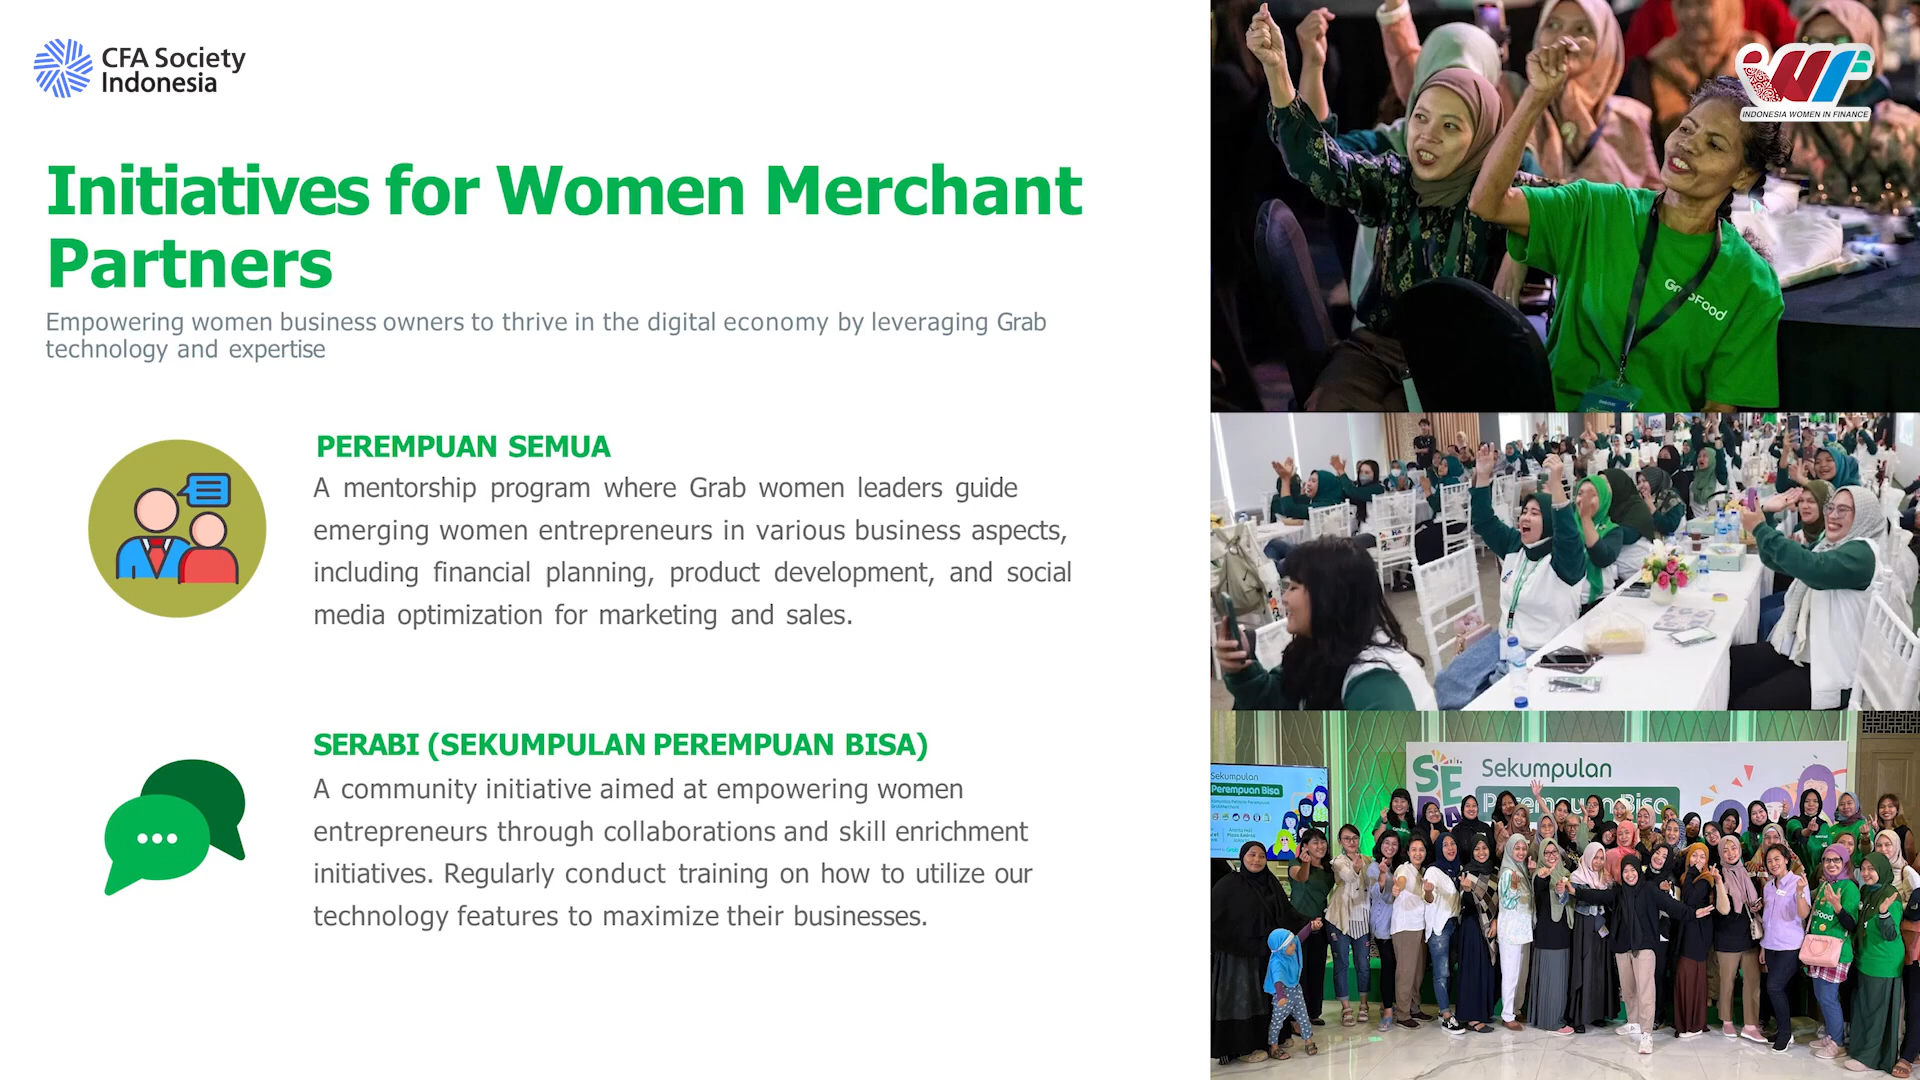 CFA Society
Indonesia
INDONESIA WOMEN IN FINANCE
Initiatives for Women Merchant
Partners
Empowering women business owners to thrive in the digital economy by leveraging Grab
technology and expertise
PEREMPUAN SEMUA
A mentorship program where Grab women leaders guide
emerging women entrepreneurs in various business aspects,
including financial planning, product development, and social
media optimization for marketing and sales.
SERABI (SEKUMPULAN PEREMPUAN BISA)
A community initiative aimed at empowering women
entrepreneurs through collaborations and skill enrichment
initiatives. Regularly conduct training on how to utilize our
technology features to maximize their businesses.
GrabFood
Sekumpulan
Perempuan Bisa
Sekumpulan
Perempuan Bisa